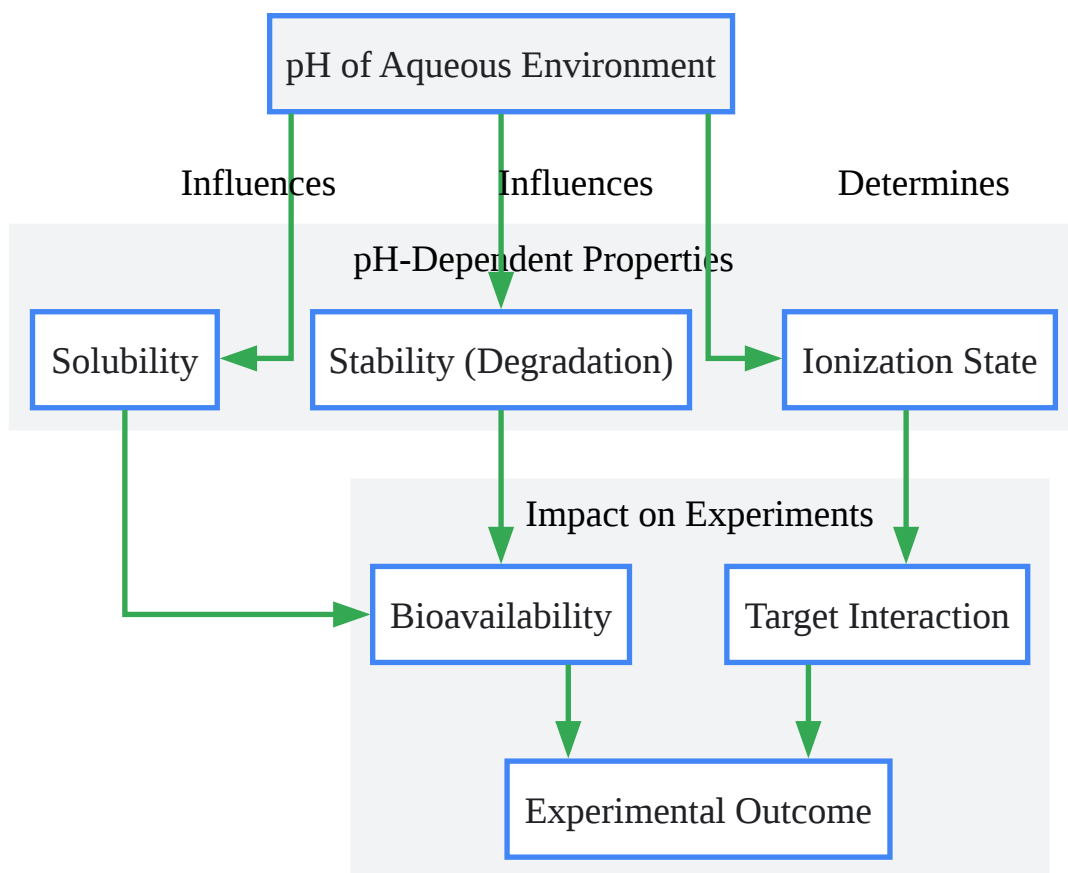 pH of Aqueous Environment
Influences
Influences
Determines
pH-Dependent Properties
Solubility
Stability (Degradation)
Ionization State
Impact on Experiments
Bioavailability
Target Interaction
Experimental Outcome